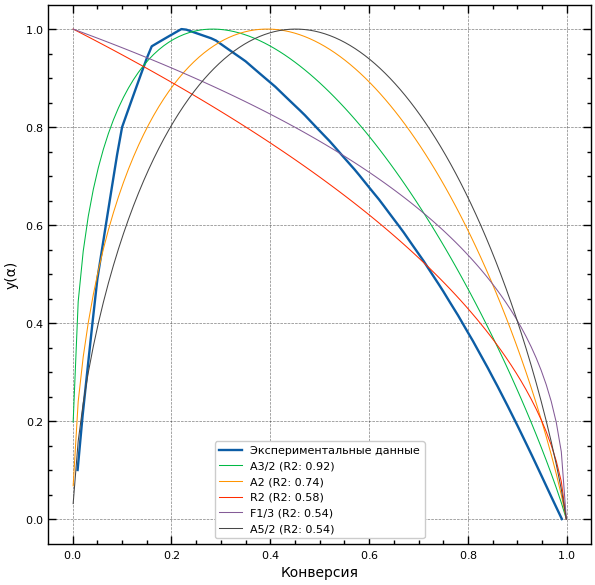 1.0
0.8
0.6
0.4
0.2
0.0
y(α)
Экспериментальные данные
A3/2 (R2: 0.92)
A2 (R2: 0.74)
R2 (R2: 0.58)
F1/3 (R2: 0.54)
A5/2 (R2: 0.54)
0.0 0.2 0.4 0.6 0.8 1.0
Конверсия